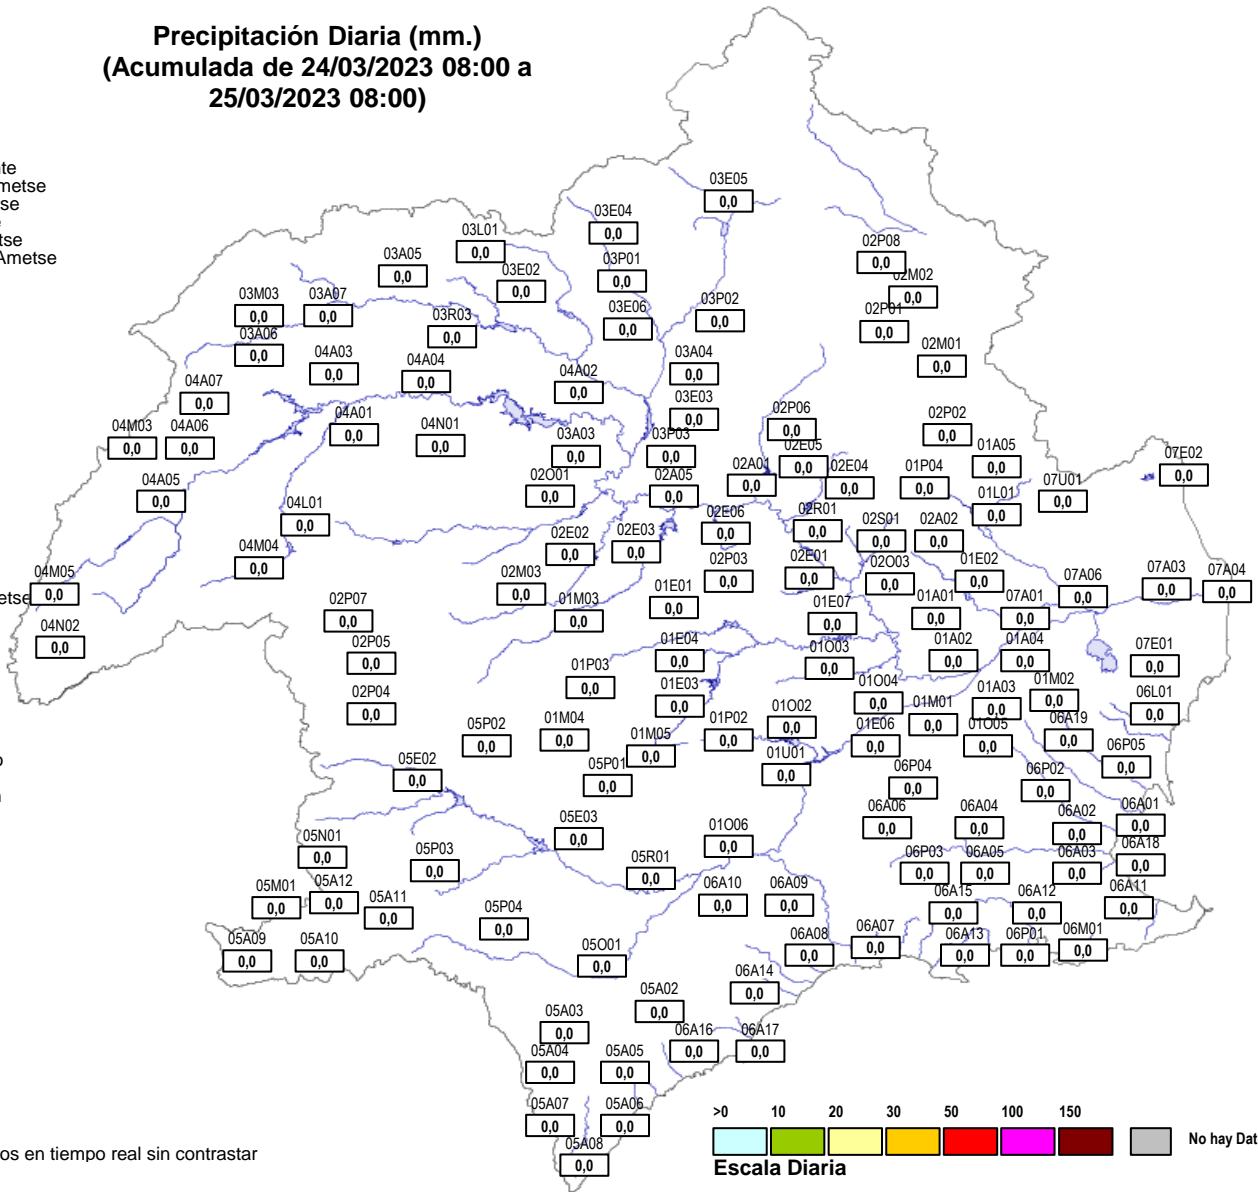 Precipitación Diaria (mm.)
(Acumulada de 24/03/2023 08:00 a
25/03/2023 08:00)
03E05
0,0
03E04
0,0
03L01
0,0
02P08
0,0
03A05
0,0
03P01
0,0
03E02
0,0
02M02
0,0
03M03
0,0
03A07
0,0
03P02
0,0
03E06
0,0
02P01
0,0
03R03
0,0
03A06
0,0
02M01
0,0
04A03
0,0
04A04
0,0
03A04
0,0
04A02
0,0
04A07
0,0
03E03
0,0
02P06
0,0
04A01
0,0
02P02
0,0
04M03
0,0
04A06
0,0
04N01
0,0
03A03
0,0
03P03
0,0
02E05
0,0
01A05
0,0
07E02
0,0
02A01
0,0
02E04
0,0
01P04
0,0
04A05
0,0
02O01
0,0
02A05
0,0
07U01
0,0
01L01
0,0
04L01
0,0
02E06
0,0
02R01
0,0
02S01
0,0
02A02
0,0
02E02
0,0
02E03
0,0
04M04
0,0
02P03
0,0
02E01
0,0
02O03
0,0
01E02
0,0
04M05
0,0
02M03
0,0
07A06
0,0
07A03
0,0
07A04
0,0
etse
01M03
0,0
01E01
0,0
02P07
0,0
01E07
0,0
01A01
0,0
07A01
0,0
04N02
0,0
02P05
0,0
01E04
0,0
01O03
0,0
01A02
0,0
01A04
0,0
07E01
0,0
01P03
0,0
01E03
0,0
02P04
0,0
01O04
0,0
01A03
0,0
01M02
0,0
06L01
0,0
01M01
0,0
05P02
0,0
01M04
0,0
01P02
0,0
01O02
0,0
01E06
0,0
01O05
0,0
06A19
0,0
01M05
0,0
05E02
0,0
05P01
0,0
01U01
0,0
06P05
0,0
06P04
0,0
06P02
0,0
05E03
0,0
06A06
0,0
06A04
0,0
06A02
0,0
06A01
0,0
01O06
0,0
05N01
0,0
05P03
0,0
05R01
0,0
06P03
0,0
06A05
0,0
06A03
0,0
06A18
0,0
05M01
0,0
05A12
0,0
05A11
0,0
06A10
0,0
06A09
0,0
06A15
0,0
06A12
0,0
06A11
0,0
05P04
0,0
05A09
0,0
05A10
0,0
05O01
0,0
06A08
0,0
06A07
0,0
06A13
0,0
06P01
0,0
06M01
0,0
06A14
0,0
05A02
0,0
05A03
0,0
06A16
0,0
06A17
0,0
05A04
0,0
05A05
0,0
05A07
0,0
05A06
0,0
05A08
0,0
>0 10 20 30 50 100 150
No hay Dat
Escala Diaria
os en tiempo real sin contrastar